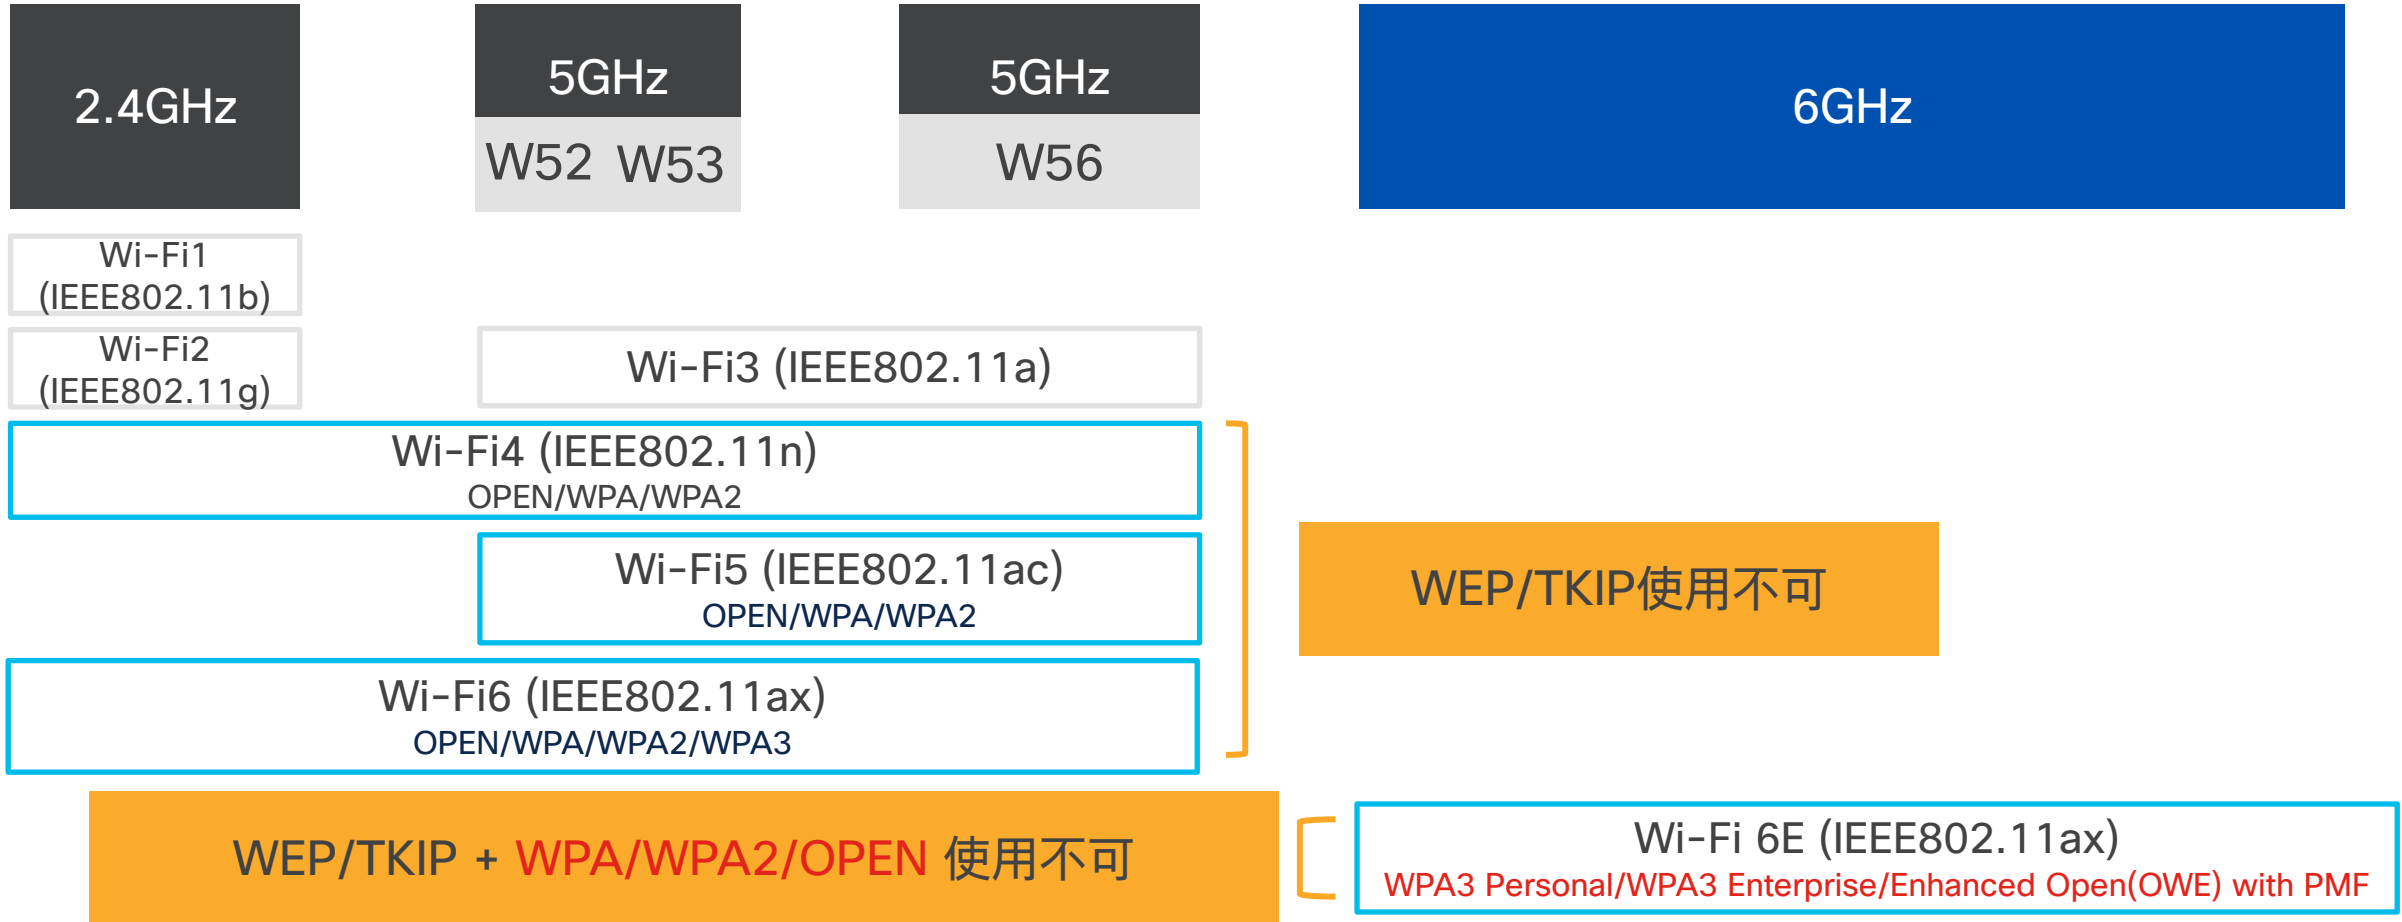 2.4GHz
5GHz
W52 W53
5GHz
W56
6GHz
Wi-Fi1
(IEEE802.11b)
Wi-Fi2
(IEEE802.11g)
Wi-Fi3 (IEEE802.11a)
Wi-Fi4 (IEEE802.11n)
OPEN/WPA/WPA2
Wi-Fi5 (IEEE802.11ac)
OPEN/WPA/WPA2
WEP/TKIP使用不可
Wi-Fi6 (IEEE802.11ax)
OPEN/WPA/WPA2/WPA3
WEP/TKIP + WPA/WPA2/OPEN 使用不可
Wi-Fi 6E (IEEE802.11ax)
WPA3 Personal/WPA3 Enterprise/Enhanced Open(OWE) with PMF